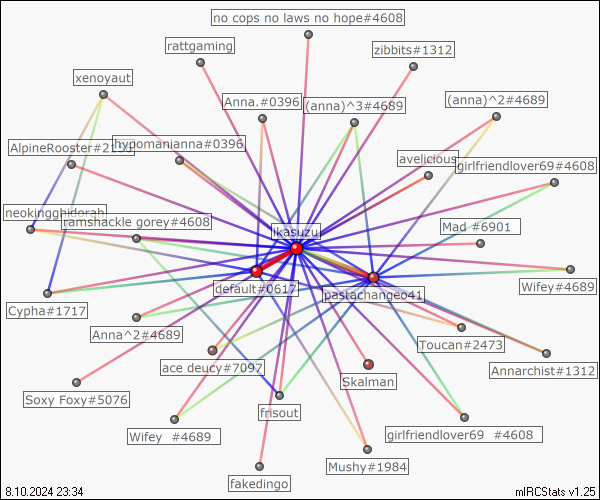 no cops no laws no hope#4608
rattgaming
zibbits#1312
xenoyaut
Anna.#0396
(anna)^3#4689
(anna)^2#4689
hypomanianna#0396
AlpineRooster#2
avelicious
girlfriendlover69#4608
neokingghidorah
ramshackle gorey#4608
ikasuzu
Mad #6901
default#0617
pastachangeo41
Wifey#4689
Cypha#1717
Anna^2#4689
Toucan#2473
ace deucy#7097
Annarchist#1312
Skalman
Soxy Foxy#5076
frisout
Wifey #4689
girlfriendlover69 #4608
Mushy#1984
fakedingo
8.10.2024 23:34
mIRCStats v1.25